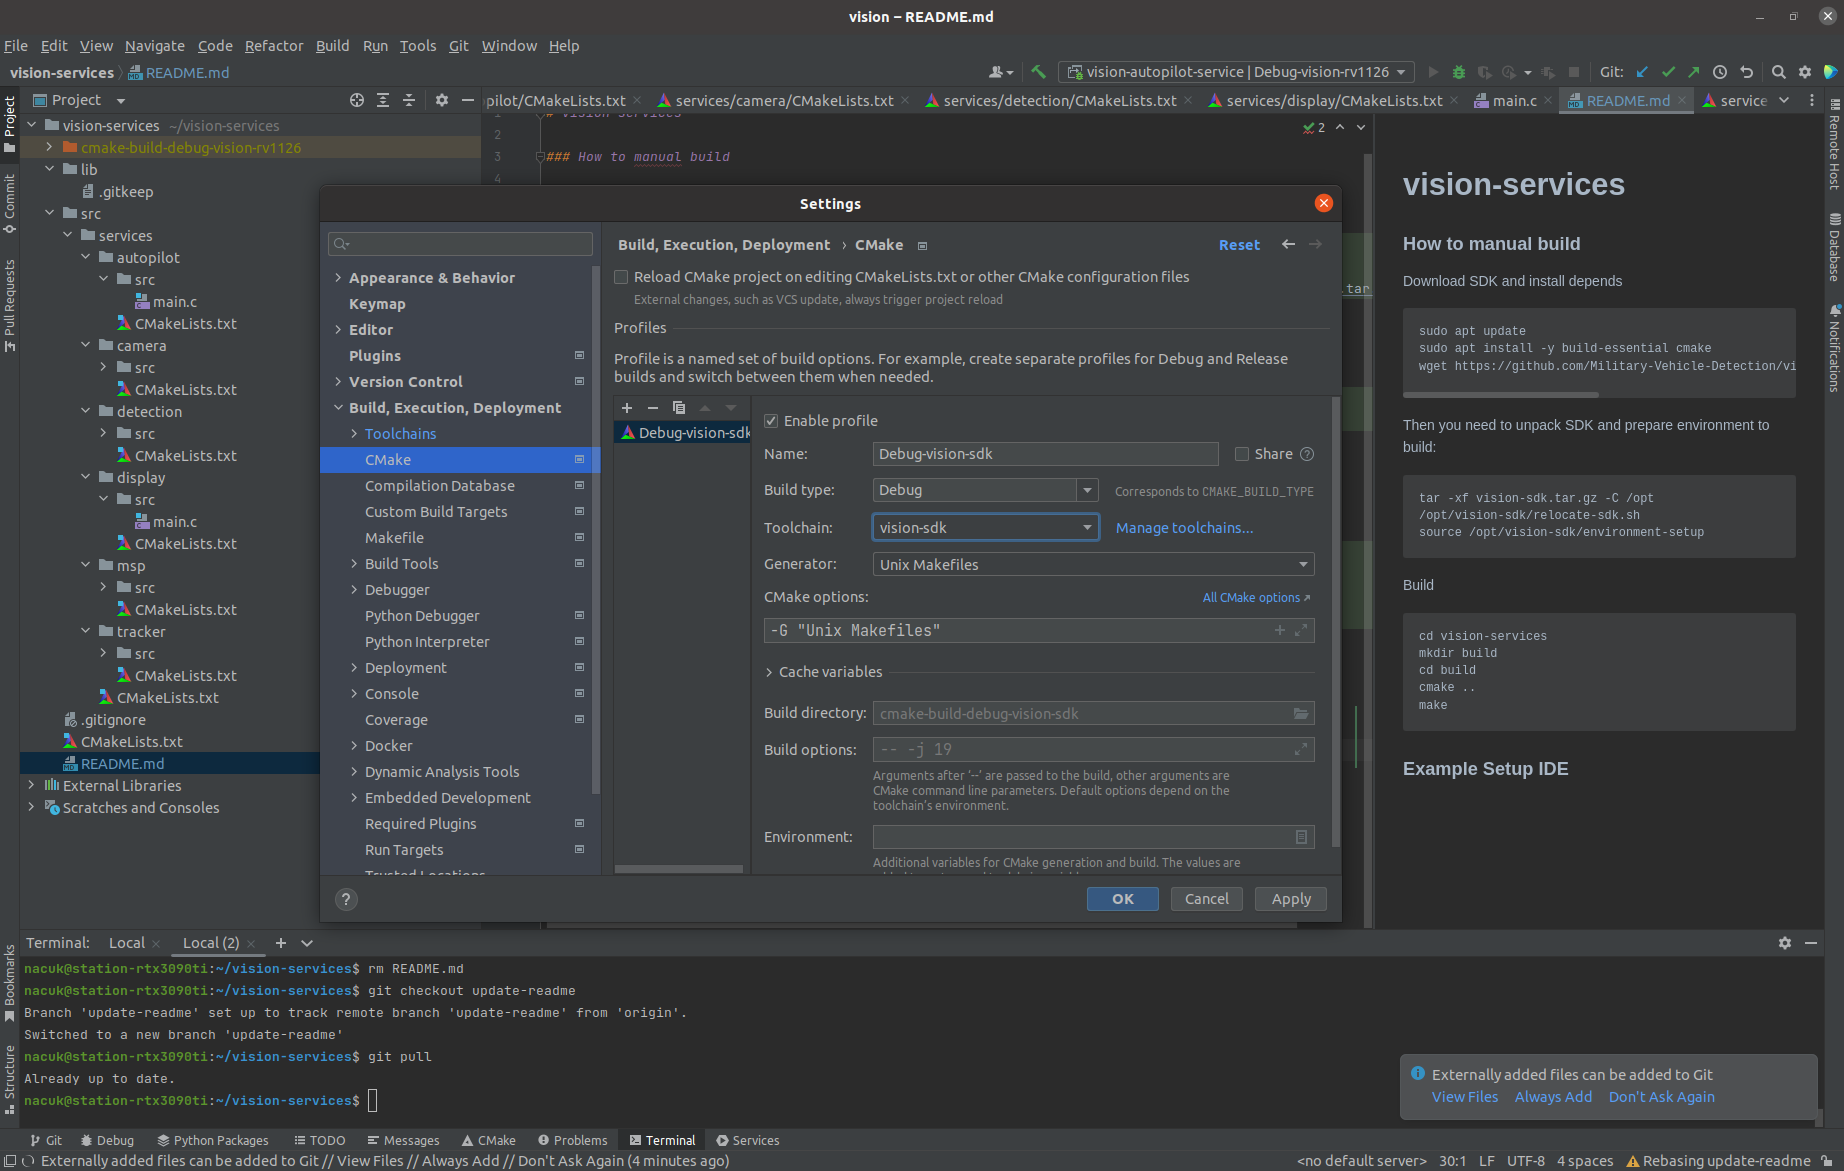 vision – README.md
File Edit View Navigate Code Refactor Build Run Tools Git Window Help
vision-services README.md
vision-autopilot-service | Debug-vision-rv1126
Git:
Project
pilot/CMakeLists.txt
services/camera/CMakeLists.txt
services/detection/CMakeLists.txt
services/display/CMakeLists.txt
main.c
README.md
service
Project
Commit
Pull Requests
Bookmarks
Structure
Remote Host
Database
Notifications
vision-services ~/vision-services
cmake-build-debug-vision-rv1126
lib
.gitkeep
src
services
autopilot
src
main.c
CMakeLists.txt
camera
src
CMakeLists.txt
detection
src
CMakeLists.txt
display
src
main.c
CMakeLists.txt
msp
src
CMakeLists.txt
tracker
src
CMakeLists.txt
CMakeLists.txt
.gitignore
CMakeLists.txt
README.md
External Libraries
Scratches and Consoles
2
3 ### How to manual build
4
2
.tar
Settings
Appearance & Behavior
Keymap
Editor
Plugins
Version Control
Build, Execution, Deployment
Toolchains
CMake
Compilation Database
Custom Build Targets
Makefile
Build Tools
Debugger
Python Debugger
Python Interpreter
Deployment
Console
Coverage
Docker
Dynamic Analysis Tools
Embedded Development
Required Plugins
Run Targets
Build, Execution, Deployment › CMake
Reset
Reload CMake project on editing CMakeLists.txt or other CMake configuration files
External changes, such as VCS update, always trigger project reload
Profiles
Profile is a named set of build options. For example, create separate profiles for Debug and Release
builds and switch between them when needed.
Debug-vision-sdk
Enable profile
Name: Debug-vision-sdk Share
Build type: Debug Corresponds to CMAKE_BUILD_TYPE
Toolchain: vision-sdk Manage toolchains...
Generator: Unix Makefiles
CMake options: All CMake options
-G "Unix Makefiles"
Cache variables
Build directory: cmake-build-debug-vision-sdk
Build options: -- -j 19
Arguments after '--' are passed to the build, other arguments are
CMake command line parameters. Default options depend on the
toolchain's environment.
Environment:
Additional variables for CMake generation and build. The values are
?
OK Cancel Apply
vision-services
How to manual build
Download SDK and install depends
sudo apt update
sudo apt install -y build-essential cmake
wget https://github.com/Military-Vehicle-Detection/vi
Then you need to unpack SDK and prepare environment to
build:
tar -xf vision-sdk.tar.gz -C /opt
/opt/vision-sdk/relocate-sdk.sh
source /opt/vision-sdk/environment-setup
Build
cd vision-services
mkdir build
cd build
cmake ..
make
Example Setup IDE
Terminal: Local Local (2)
nacuk@station-rtx3090ti:~/vision-services$ rm README.md
nacuk@station-rtx3090ti:~/vision-services$ git checkout update-readme
Branch 'update-readme' set up to track remote branch 'update-readme' from 'origin'.
Switched to a new branch 'update-readme'
nacuk@station-rtx3090ti:~/vision-services$ git pull
Already up to date.
nacuk@station-rtx3090ti:~/vision-services$
Externally added files can be added to Git
View Files Always Add Don't Ask Again
Git Debug Python Packages TODO Messages CMake Problems Terminal Services
Externally added files can be added to Git // View Files // Always Add // Don't Ask Again (4 minutes ago)
<no default server> 30:1 LF UTF-8 4 spaces Rebasing update-readme